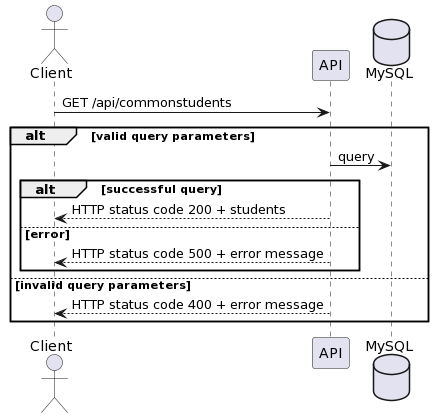 Client
API
MySQL
GET /api/commonstudents
alt [valid query parameters]
query
alt [successful query]
HTTP status code 200 + students
[error]
HTTP status code 500 + error message
[invalid query parameters]
HTTP status code 400 + error message
Client
API
MySQL